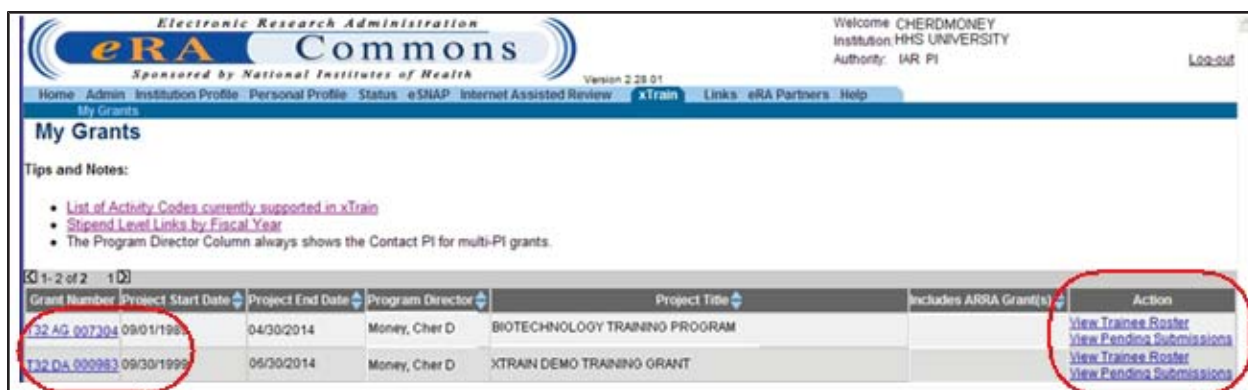 Electronic Research Administration
eRA Commons
Sponsored by National Institutes of Health
Version 2.28.01
Welcome CHERDMONEY
Institution: HHS UNIVERSITY
Authority: IAR PI
Log-out
Home Admin Institution Profile Personal Profile Status eSNAP Internet Assisted Review xTrain Links eRA Partners Help
My Grants
My Grants
Tips and Notes:
• List of Activity Codes currently supported in xTrain
• Stipend Level Links by Fiscal Year
• The Program Director Column always shows the Contact PI for multi-PI grants.
1- 2 of 2 1
Grant Number Project Start Date Project End Date Program Director Project Title Includes ARRA Grant(s) Action
T32 AG 007304 04/30/2014 Money, Cher D BIOTECHNOLOGY TRAINING PROGRAM View Trainee Roster
View Pending Submissions
T32 DA 000983 09/30/1999 06/30/2014 Money, Cher D XTRAIN DEMO TRAINING GRANT View Trainee Roster
View Pending Submissions